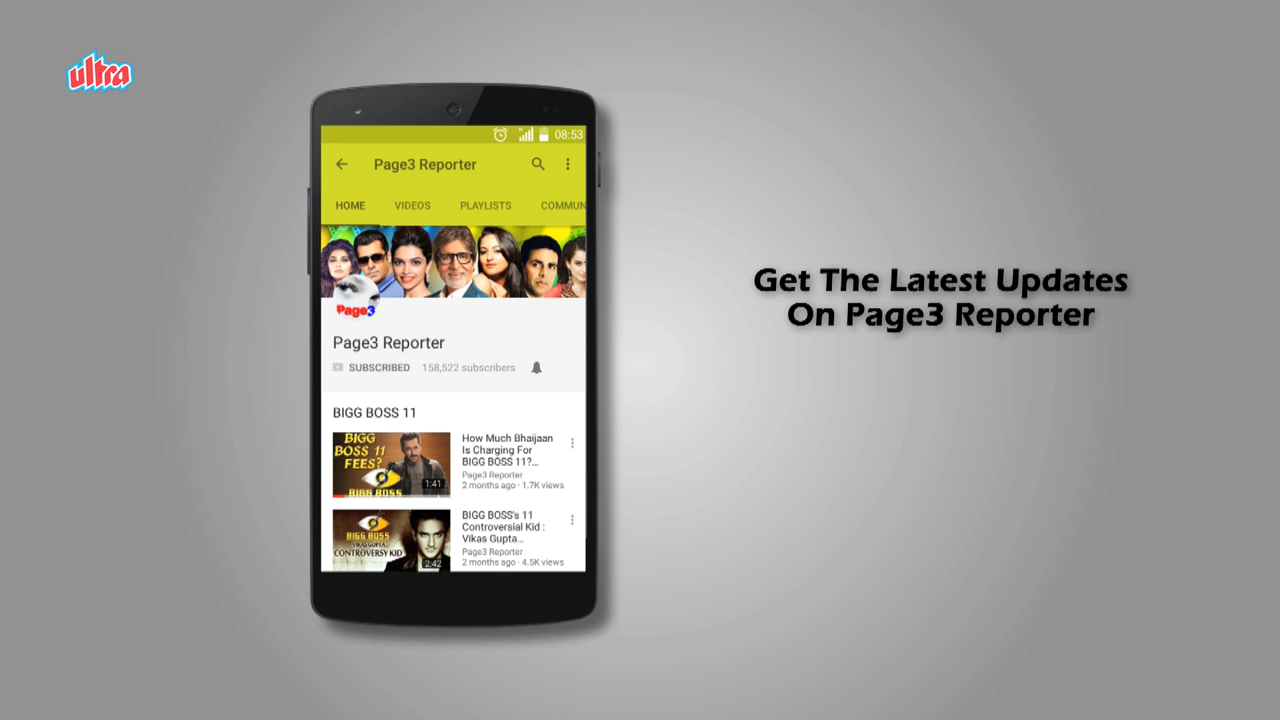 ultra
08:53
Page3 Reporter
HOME VIDEOS PLAYLISTS COMMUN
Page3
Page3 Reporter
SUBSCRIBED 158,522 subscribers
BIGG BOSS 11
BIGG
BOSS 11
FEES?
BIGG BOSS
1:41
How Much Bhaijaan
Is Charging For
BIGG BOSS 11?...
Page3 Reporter
2 months ago · 1.7K views
BIGG BOSS
VIKAS GUPTA
CONTROVERSY KID
2:42
BIGG BOSS's 11
Controversial Kid :
Vikas Gupta...
Page3 Reporter
2 months ago · 4.5K views
Get The Latest Updates
On Page3 Reporter